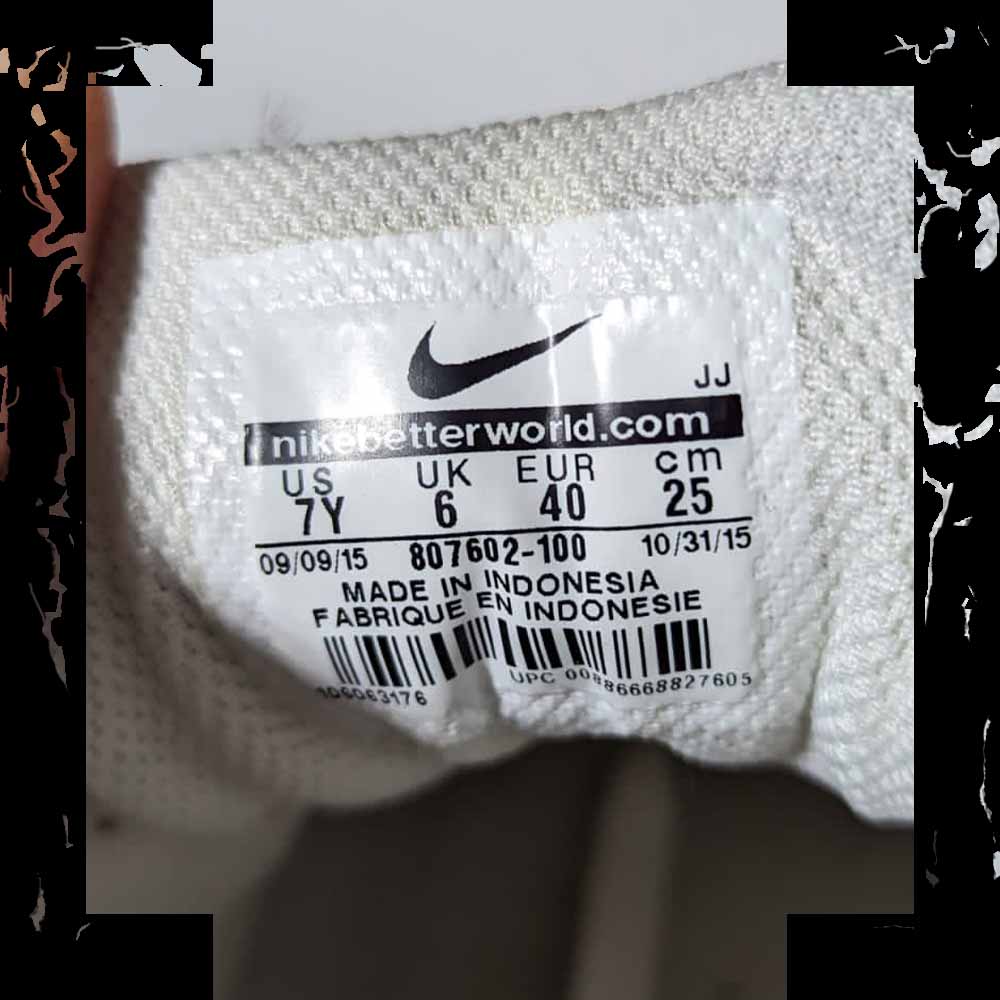 JJ
nikebetterworld.com
US UK EUR cm
7Y 6 40 25
09/09/15 807602-100 10/31/15
MADE IN INDONESIA
FABRIQUE EN INDONESIE
UPC 00886668827605